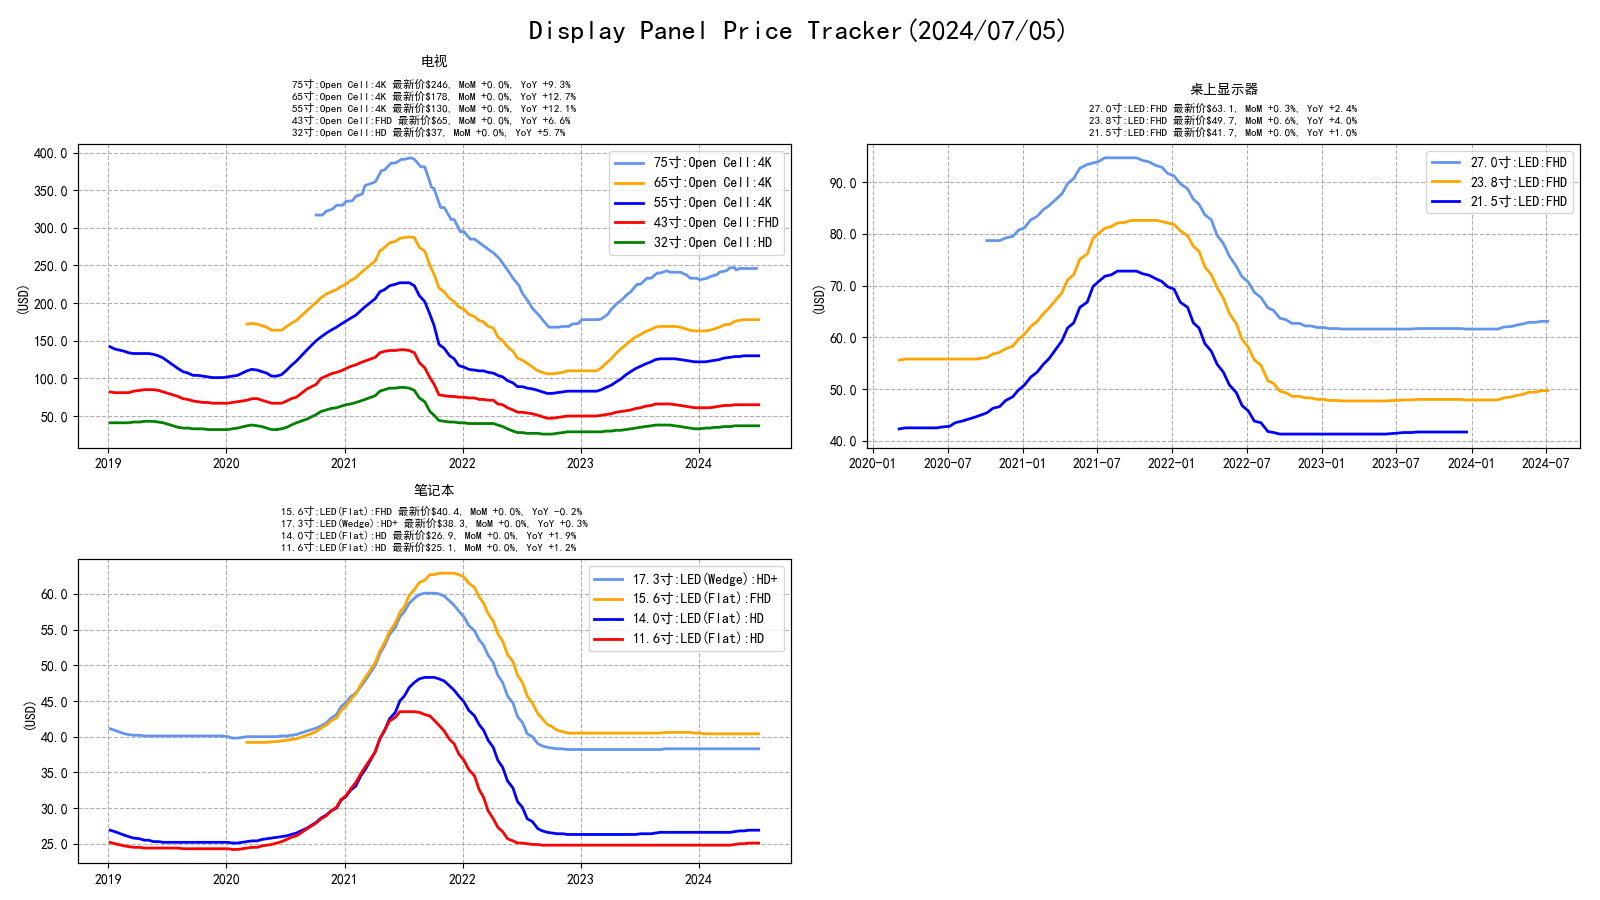 Display Panel Price Tracker(2024/07/05)
电视
75寸:Open Cell:4K 最新价$246, MoM +0.0%, YoY +9.3%
65寸:Open Cell:4K 最新价$178, MoM +0.0%, YoY +12.7%
55寸:Open Cell:4K 最新价$130, MoM +0.0%, YoY +12.1%
43寸:Open Cell:FHD 最新价$65, MoM +0.0%, YoY +6.6%
32寸:Open Cell:HD 最新价$37, MoM +0.0%, YoY +5.7%
400.0
350.0
300.0
250.0
200.0
150.0
100.0
50.0
(USD)
75寸:Open Cell:4K
65寸:Open Cell:4K
55寸:Open Cell:4K
43寸:Open Cell:FHD
32寸:Open Cell:HD
2019 2020 2021 2022 2023 2024
桌上显示器
27.0寸:LED:FHD 最新价$63.1, MoM +0.3%, YoY +2.4%
23.8寸:LED:FHD 最新价$49.7, MoM +0.6%, YoY +4.0%
21.5寸:LED:FHD 最新价$41.7, MoM +0.0%, YoY +1.0%
90.0
80.0
70.0
60.0
50.0
40.0
(USD)
27.0寸:LED:FHD
23.8寸:LED:FHD
21.5寸:LED:FHD
2020-01 2020-07 2021-01 2021-07 2022-01 2022-07 2023-01 2023-07 2024-01 2024-07
笔记本
15.6寸:LED(Flat):FHD 最新价$40.4, MoM +0.0%, YoY -0.2%
17.3寸:LED(Wedge):HD+ 最新价$38.3, MoM +0.0%, YoY +0.3%
14.0寸:LED(Flat):HD 最新价$26.9, MoM +0.0%, YoY +1.9%
11.6寸:LED(Flat):HD 最新价$25.1, MoM +0.0%, YoY +1.2%
60.0
55.0
50.0
45.0
40.0
35.0
30.0
25.0
(USD)
17.3寸:LED(Wedge):HD+
15.6寸:LED(Flat):FHD
14.0寸:LED(Flat):HD
11.6寸:LED(Flat):HD
2019 2020 2021 2022 2023 2024